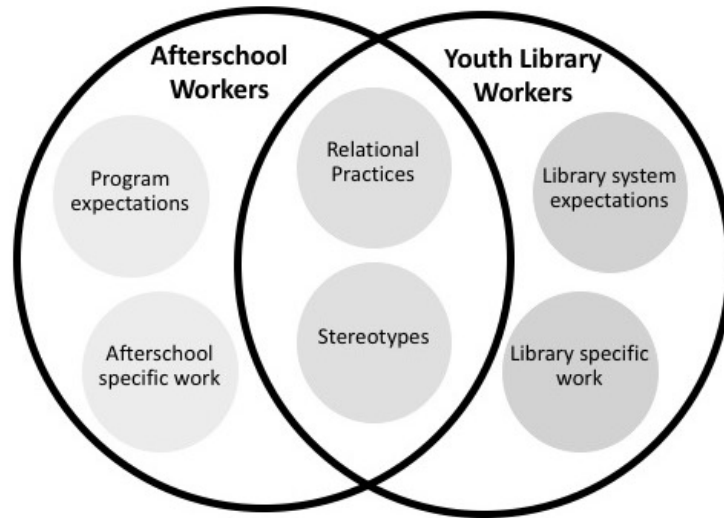 Afterschool
Workers
Youth Library
Workers
Program
expectations
Relational
Practices
Library system
expectations
Afterschool
specific work
Stereotypes
Library specific
work